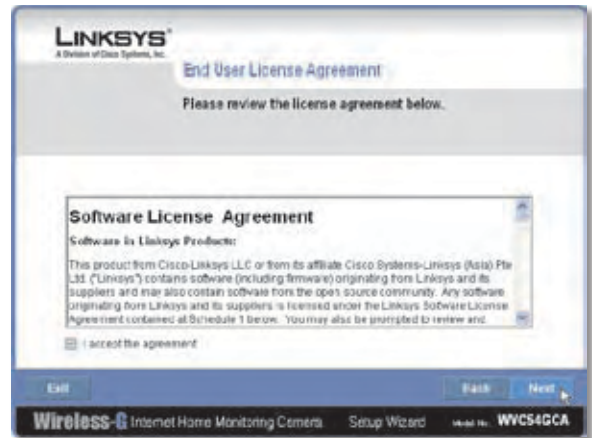 LINKSYS®
A Division of Cisco Systems, Inc.
End User License Agreement
Please review the license agreement below.
Software License Agreement
Software in Linksys Products:
This product from Cisco-Linksys LLC or from its affiliate Cisco Systems-Linksys (Asia) Pte
Ltd. ("Linksys") contains software (including firmware) originating from Linksys and its
suppliers and may also contain software from the open source community. Any software
originating from Linksys and its suppliers is licensed under the Linksys Software License
Agreement contained at Schedule 1 below. You may also be prompted to review and
I accept the agreement
Exit
Back
Next
Wireless-G Internet Home Monitoring Camera
Setup Wizard
Model No.
WVC54GCA